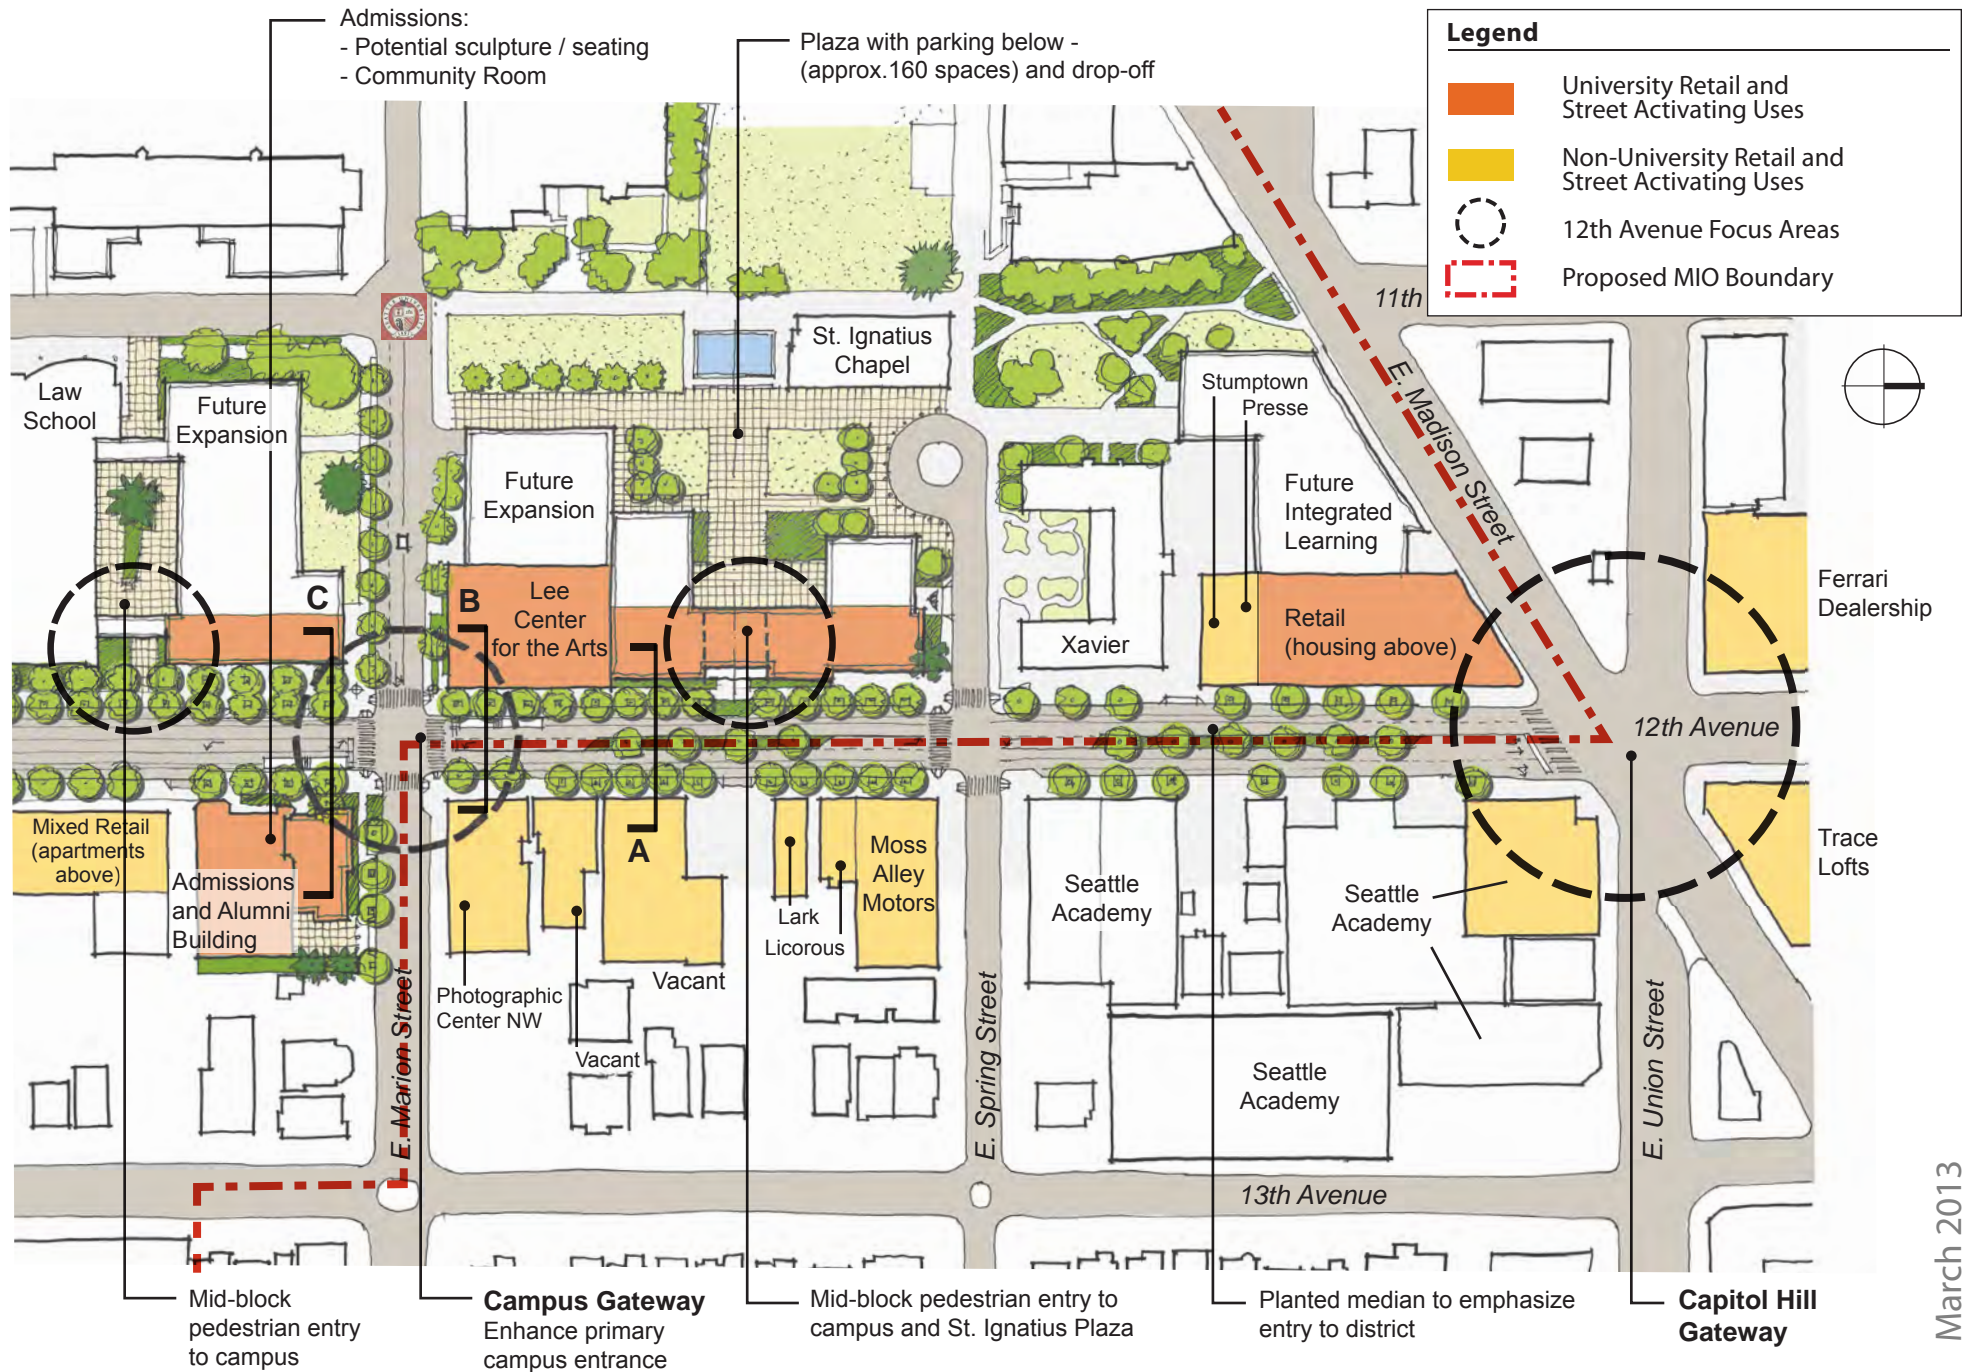 Admissions:
- Potential sculpture / seating
- Community Room
Plaza with parking below -
(approx.160 spaces) and drop-off
Legend
University Retail and
Street Activating Uses
Non-University Retail and
Street Activating Uses
12th Avenue Focus Areas
Proposed MIO Boundary
11th
E. Madison Street
Law
School
Future
Expansion
St. Ignatius
Chapel
Stumptown
Presse
Future
Expansion
Future
Integrated
Learning
Ferrari
Dealership
C
B
Lee
Center
for the Arts
A
Xavier
Retail
(housing above)
12th Avenue
Mixed Retail
(apartments
above)
Admissions
and Alumni
Building
Photographic
Center NW
Vacant
Vacant
Lark
Licorous
Moss
Alley
Motors
Seattle
Academy
Seattle
Academy
Seattle
Academy
Trace
Lofts
E. Marion Street
E. Spring Street
E. Union Street
13th Avenue
Mid-block
pedestrian entry
to campus
Campus Gateway
Enhance primary
campus entrance
Mid-block pedestrian entry to
campus and St. Ignatius Plaza
Planted median to emphasize
entry to district
Capitol Hill
Gateway
March 2013